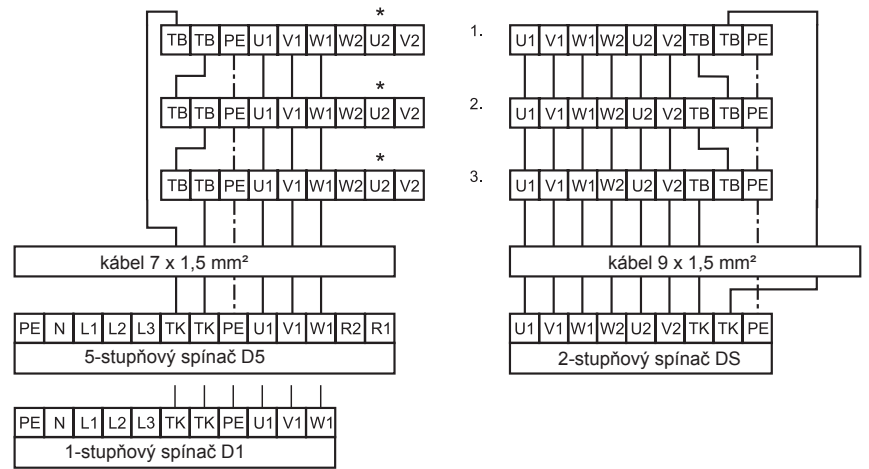 *
TB TB PE U1 V1 W1 W2 U2 V2
*
TB TB PE U1 V1 W1 W2 U2 V2
*
TB TB PE U1 V1 W1 W2 U2 V2
kábel 7 x 1,5 mm²
PE N L1 L2 L3 TK TK PE U1 V1 W1 R2 R1
5-stupňový spínač D5
PE N L1 L2 L3 TK TK PE U1 V1 W1
1-stupňový spínač D1
1. U1 V1 W1 W2 U2 V2 TB TB PE
2. U1 V1 W1 W2 U2 V2 TB TB PE
3. U1 V1 W1 W2 U2 V2 TB TB PE
kábel 9 x 1,5 mm²
U1 V1 W1 W2 U2 V2 TK TK PE
2-stupňový spínač DS